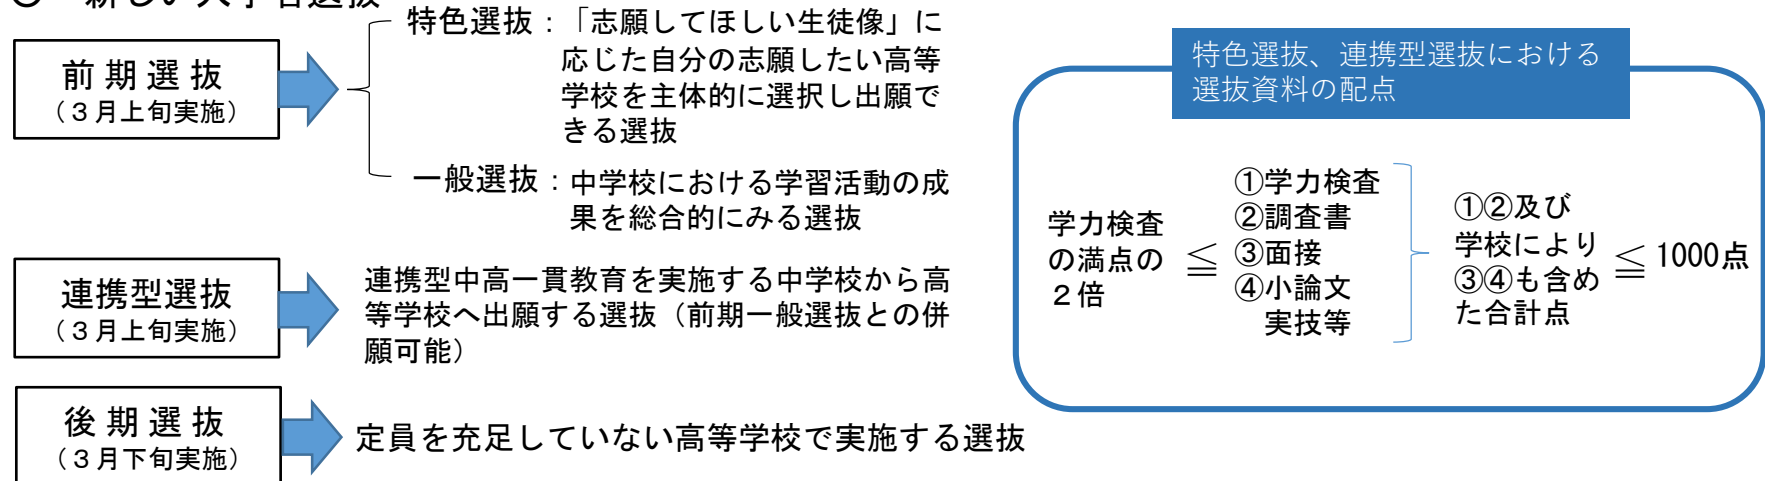 新しい入学者選抜
前期選抜
（３月上旬実施）
特色選抜：「志願してほしい生徒像」に
応じた自分の志願したい高等
学校を主体的に選択し出願で
きる選抜
一般選抜：中学校における学習活動の成
果を総合的にみる選抜
連携型選抜
（３月上旬実施）
連携型中高一貫教育を実施する中学校から高
等学校へ出願する選抜（前期一般選抜との併
願可能）
後期選抜
（３月下旬実施）
定員を充足していない高等学校で実施する選抜
特色選抜、連携型選抜における
選抜資料の配点
学力検査
の満点の
２倍
≦
①学力検査
②調査書
③面接
④小論文
実技等
①②及び
学校により
③④も含め
た合計点
≦ 1000点